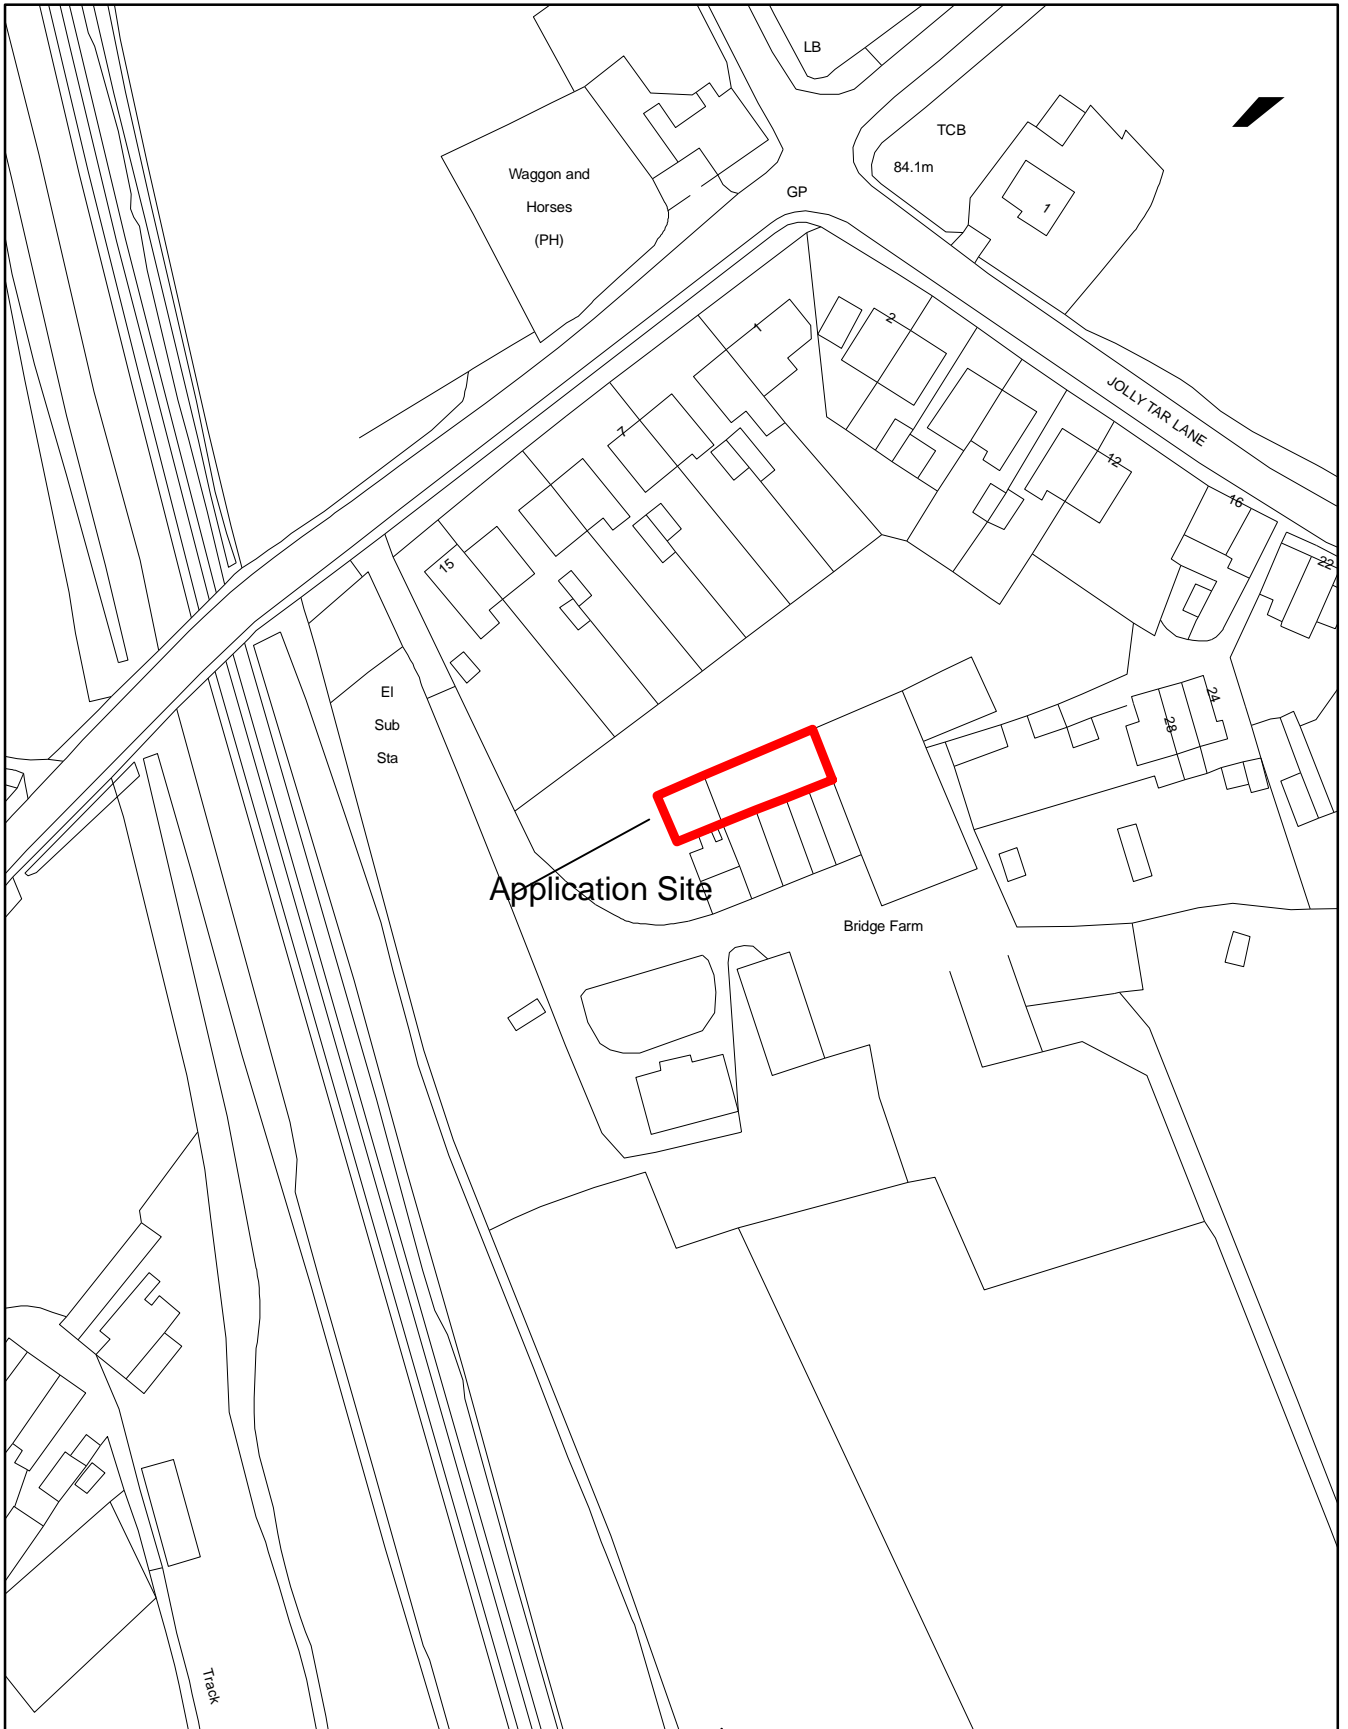 LB
TCB
84.1m
Waggon and
Horses
(PH)
GP
1
2
1
7
JOLLY TAR LANE
12
16
15
22
El
Sub
Sta
24
28
Application Site
Bridge Farm
Track